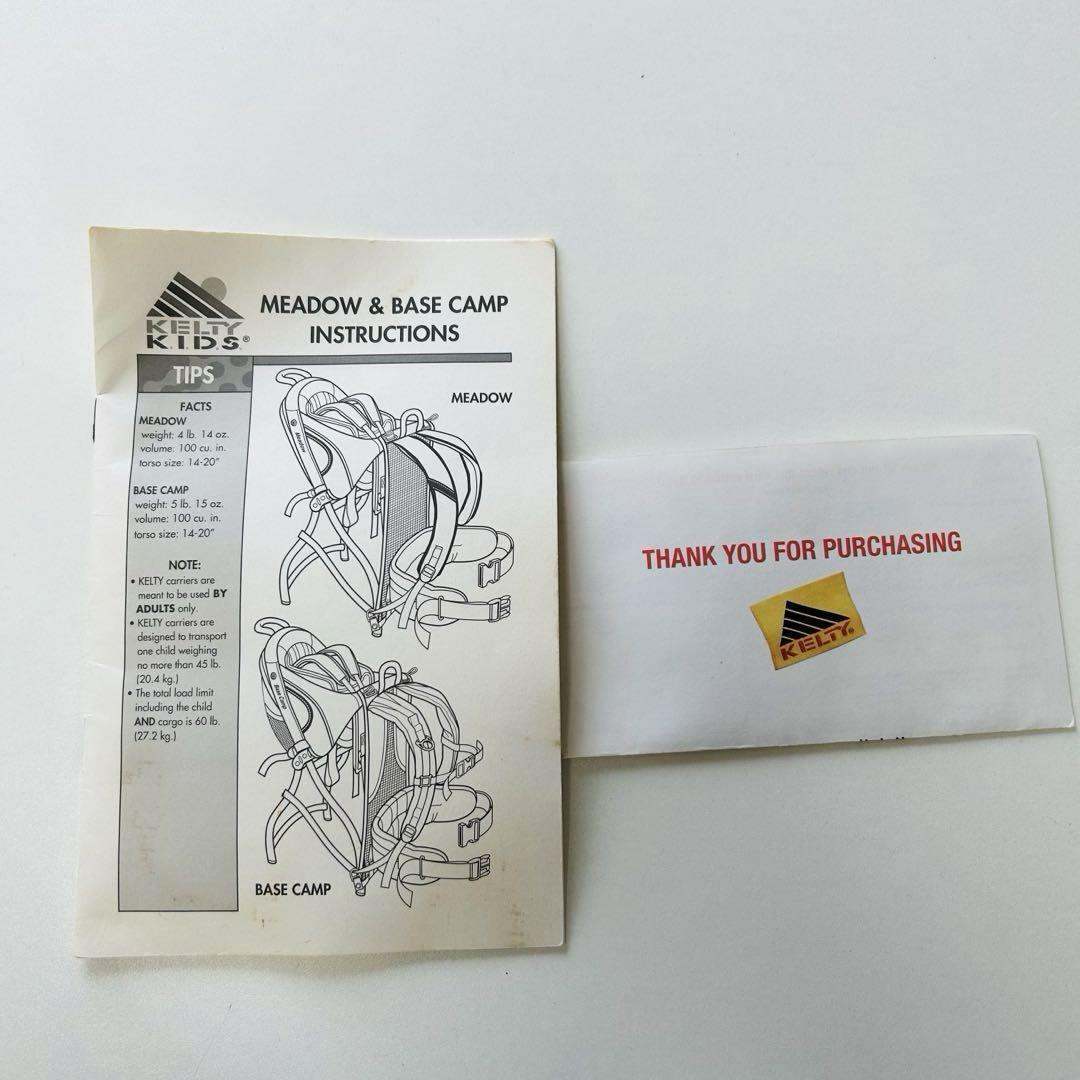 KELTY
K.I.D.S.®
MEADOW & BASE CAMP
INSTRUCTIONS
TIPS
FACTS
MEADOW
weight: 4 lb. 14 oz.
volume: 100 cu. in.
torso size: 14-20"
BASE CAMP
weight: 5 lb. 15 oz.
volume: 100 cu. in.
torso size: 14-20"
NOTE:
• KELTY carriers are
meant to be used BY
ADULTS only.
• KELTY carriers are
designed to transport
one child weighing
no more than 45 lb.
(20.4 kg.)
• The total load limit
including the child
AND cargo is 60 lb.
(27.2 kg.)
MEADOW
Meadow
Base Camp
BASE CAMP
THANK YOU FOR PURCHASING
KELTY®